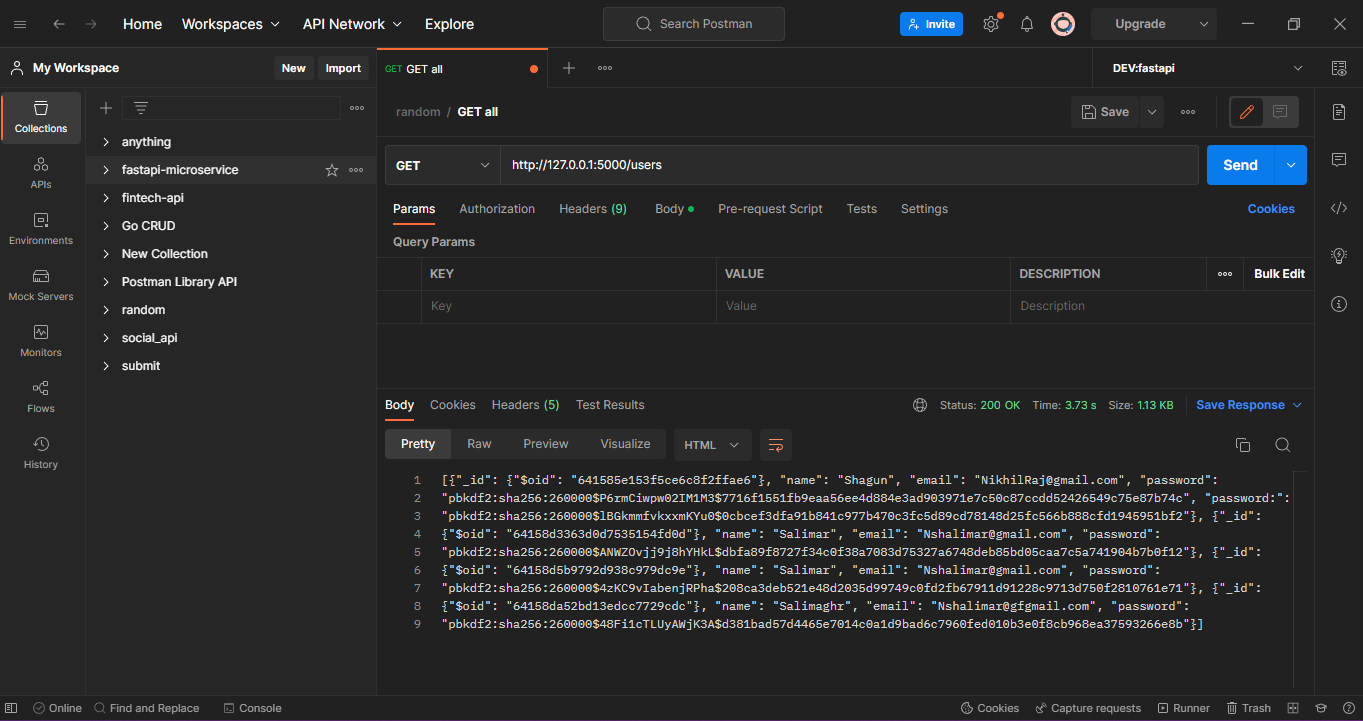 Home Workspaces API Network Explore Search Postman Invite Upgrade
My Workspace New Import GET GET all DEV:fastapi
Collections
APIs
Environments
Mock Servers
Monitors
Flows
History
anything
fastapi-microservice
fintech-api
Go CRUD
New Collection
Postman Library API
random
social_api
submit
random / GET all Save
GET http://127.0.0.1:5000/users Send
Params Authorization Headers (9) Body Pre-request Script Tests Settings Cookies
Query Params
KEY VALUE DESCRIPTION Bulk Edit
Key Value Description
Body Cookies Headers (5) Test Results Status: 200 OK Time: 3.73 s Size: 1.13 KB Save Response
Pretty Raw Preview Visualize HTML
1 [{"_id": {"$oid": "641585e153f5ce6c8f2ffae6"}, "name": "Shagun", "email": "NikhilRaj@gmail.com", "password":
2 "pbkdf2:sha256:260000$P6rmCiwpw02IM1M3$7716f1551fb9eaa56ee4d884e3ad903971e7c50c87ccdd52426549c75e87b74c", "password:":
3 "pbkdf2:sha256:260000$lBGkmmfvkxxmKYu0$0cbcef3dfa91b841c977b470c3fc5d89cd78148d25fc566b888cfd1945951bf2"}, {"_id":
4 {"$oid": "64158d3363d0d7535154fd0d"}, "name": "Salimar", "email": "Nshalimar@gmail.com", "password":
5 "pbkdf2:sha256:260000$ANWZOvjj9j8hYHkL$dbfa89f8727f34c0f38a7083d75327a6748deb85bd05caa7c5a741904b7b0f12"}, {"_id":
6 {"$oid": "64158d5b9792d938c979dc9e"}, "name": "Salimar", "email": "Nshalimar@gmail.com", "password":
7 "pbkdf2:sha256:260000$4zKC9vIabenjRPha$208ca3deb521e48d2035d99749c0fd2fb67911d91228c9713d750f2810761e71"}, {"_id":
8 {"$oid": "64158da52bd13edcc7729cdc"}, "name": "Salimaghr", "email": "Nshalimar@gfgmail.com", "password":
9 "pbkdf2:sha256:260000$48Fi1cTLUyAWjK3A$d381bad57d4465e7014c0a1d9bad6c7960fed010b3e0f8cb968ea37593266e8b"}]
Online Find and Replace Console Cookies Capture requests Runner Trash